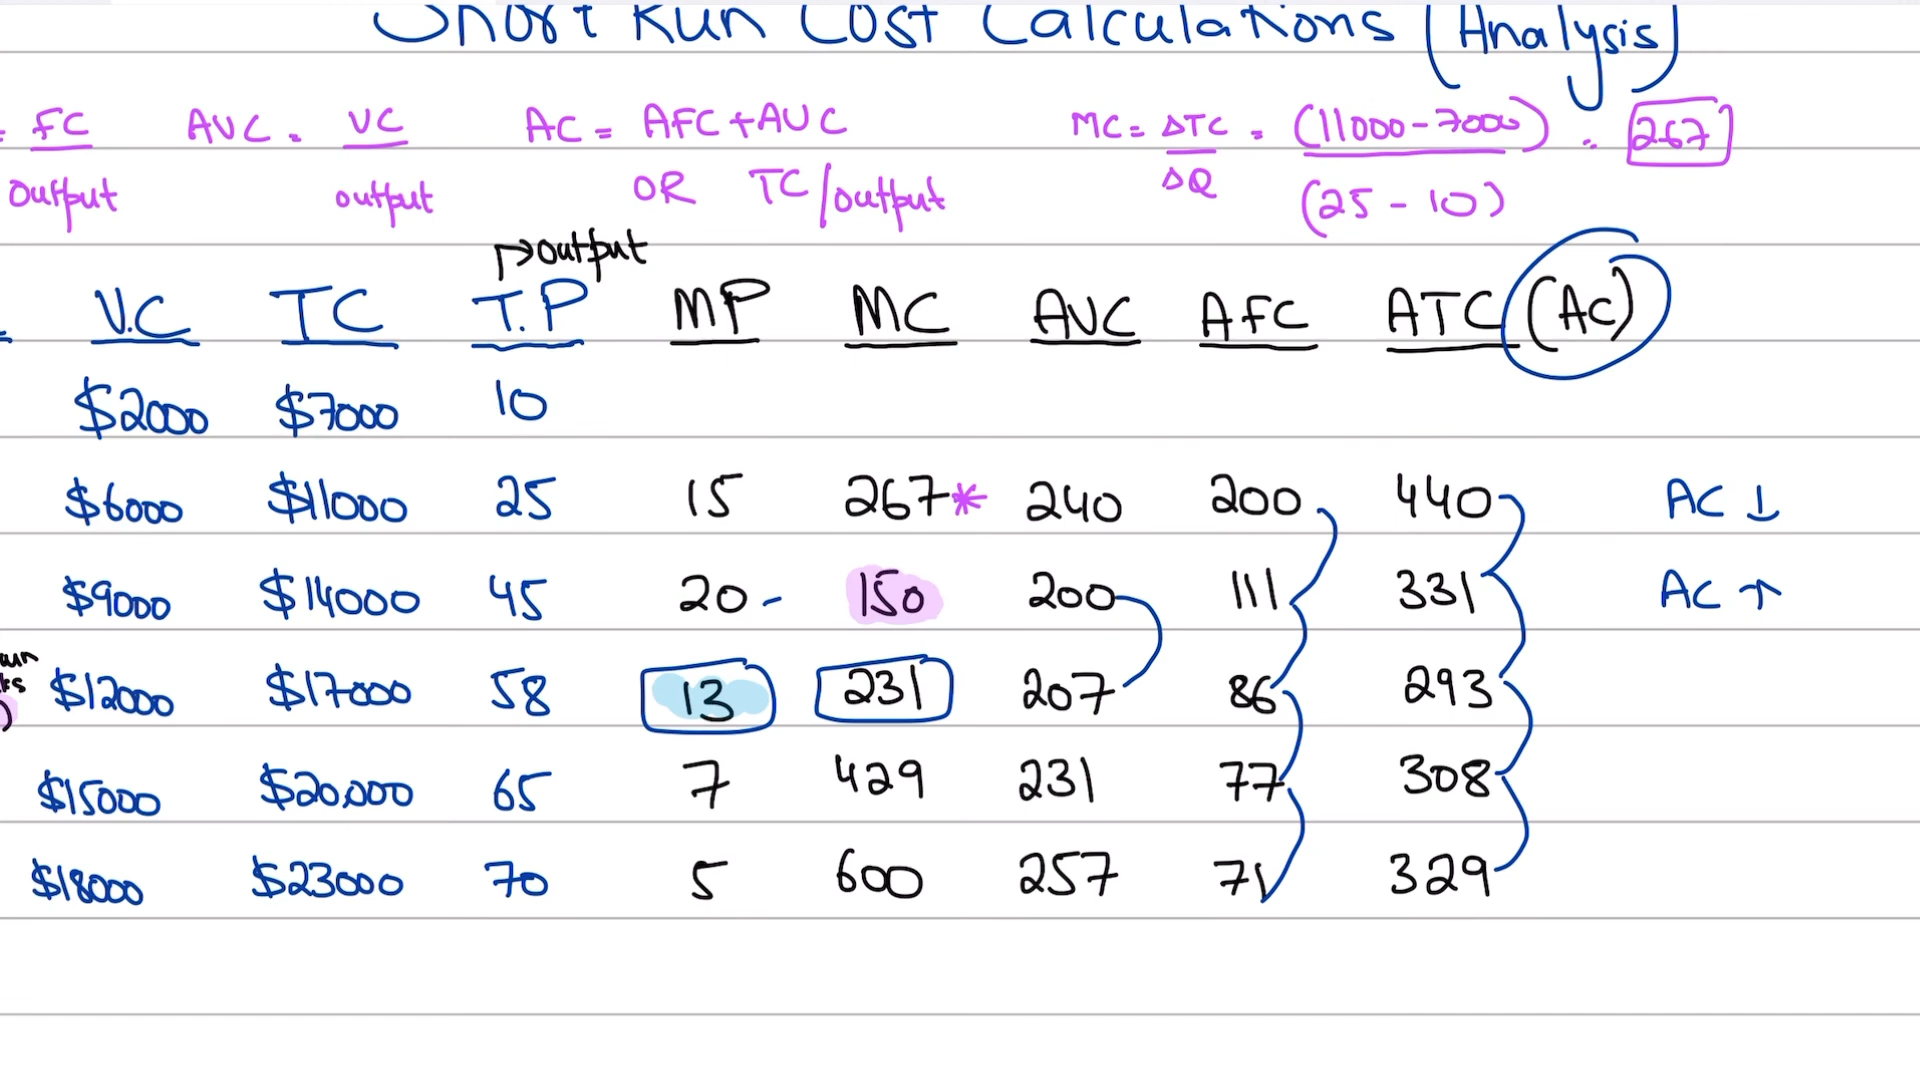 Short Run Cost Calculations (Analysis)
= FC AVC = VC AC = AFC + AVC MC = ΔTC = (11000 - 7000) = 267
output output OR TC/output ΔQ (25 - 10)
↱output
V.C TC T.P MP MC AVC AFC ATC (AC)
$2000 $7000 10
$6000 $11000 25 15 267* 240 200 440 AC ↓
$9000 $14000 45 20 - 150 200 111 331 AC ↑
$12000 $17000 58 13 231 207 86 293
$15000 $20,000 65 7 429 231 77 308
$18000 $23000 70 5 600 257 71 329